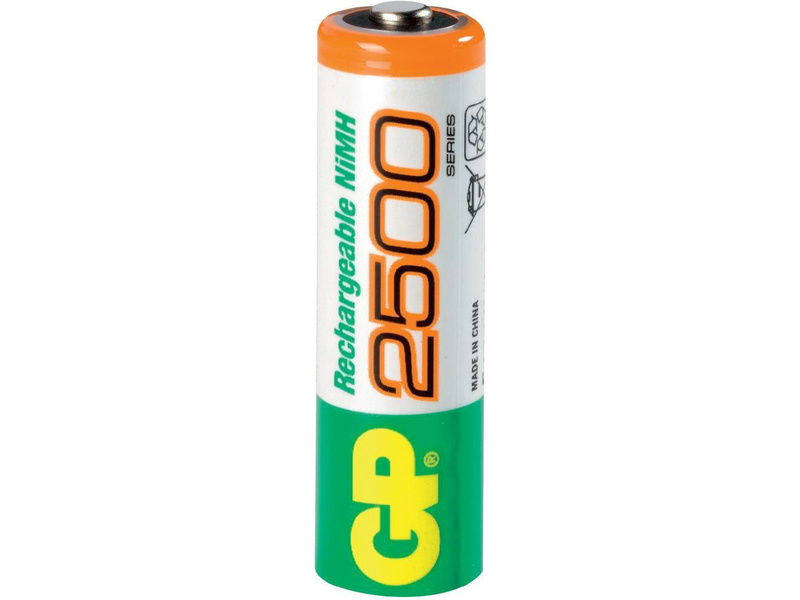 Rechargeable NiMH
2500
SERIES
MADE IN CHINA
GP®